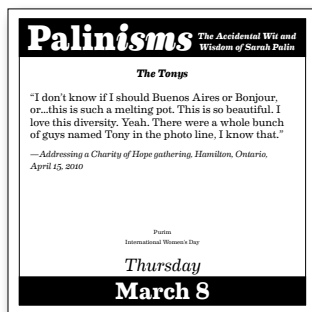 Palinisms The Accidental Wit and
Wisdom of Sarah Palin
The Tonys
“I don’t know if I should Buenos Aires or Bonjour,
or...this is such a melting pot. This is so beautiful. I
love this diversity. Yeah. There were a whole bunch
of guys named Tony in the photo line, I know that.”
—Addressing a Charity of Hope gathering, Hamilton, Ontario,
April 15, 2010
Purim
International Women’s Day
Thursday
March 8